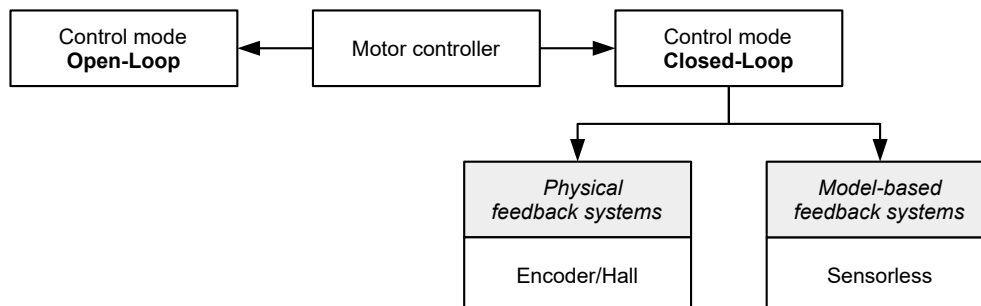 Control mode
Open-Loop
Motor controller
Control mode
Closed-Loop
Physical
feedback systems
Encoder/Hall
Model-based
feedback systems
Sensorless